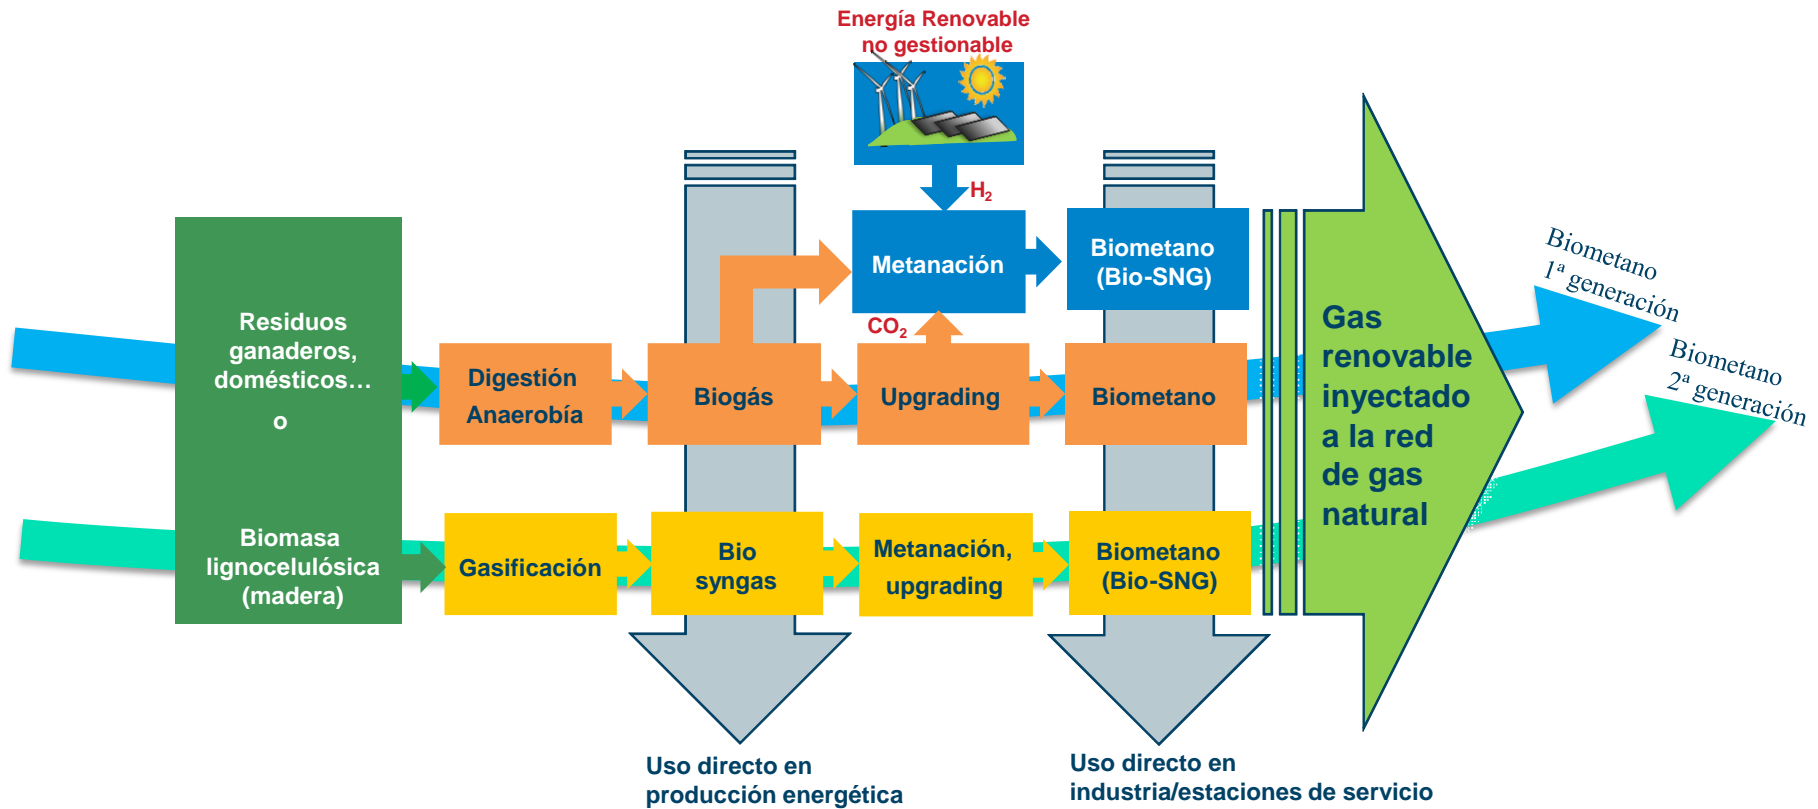 Energía Renovable
no gestionable
H₂
Metanación
Biometano
(Bio-SNG)
CO₂
Residuos
ganaderos,
domésticos…
o
Digestión
Anaerobía
Biogás
Upgrading
Biometano
Biomasa
lignocelulósica
(madera)
Gasificación
Bio
syngas
Metanación,
upgrading
Biometano
(Bio-SNG)
Gas
renovable
inyectado
a la red
de gas
natural
Biometano
1ª generación
Biometano
2ª generación
Uso directo en
producción energética
Uso directo en
industria/estaciones de servicio